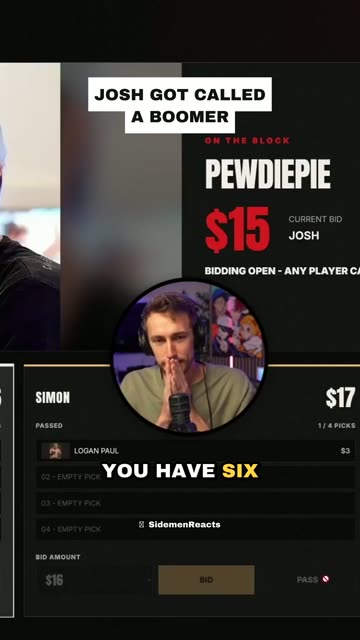 JOSH GOT CALLED
A BOOMER
ON THE BLOCK
PEWDIEPIE
$15
CURRENT BID
JOSH
BIDDING OPEN - ANY PLAYER CA
SIMON
$17
PASSED
1 / 4 PICKS
LOGAN PAUL
$3
YOU HAVE SIX
02 - EMPTY PICK
03 - EMPTY PICK
04 - EMPTY PICK
SidemenReacts
BID AMOUNT
$16
BID
PASS